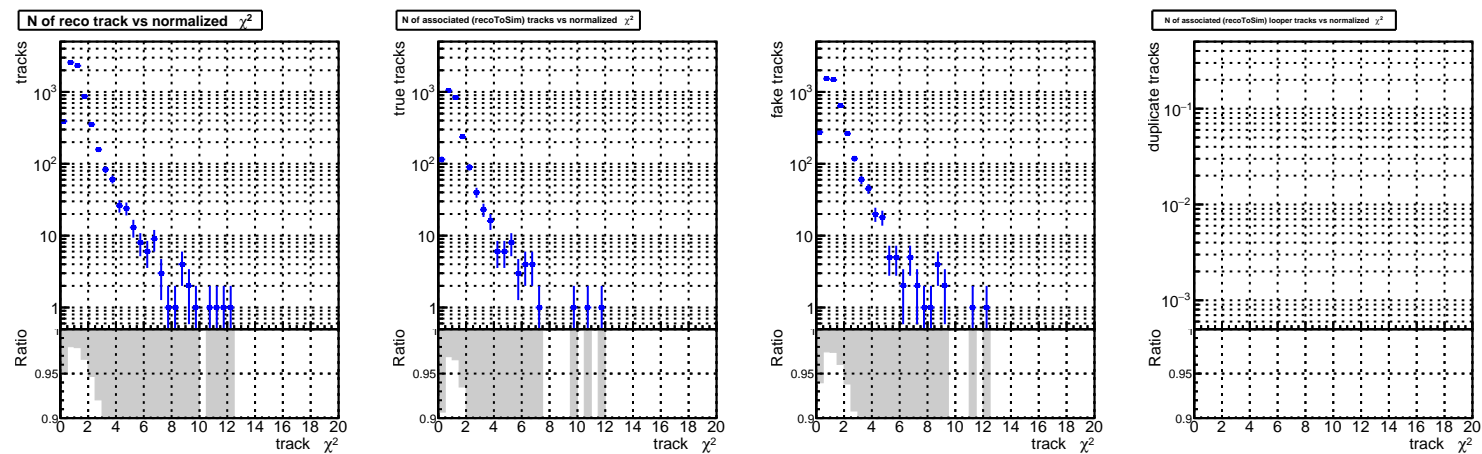 N of reco track vs normalized χ²
tracks
10³
10²
10
1
Ratio
1
0.95
0.9
0 2 4 6 8 10 12 14 16 18 20
track χ²
N of associated (recoToSim) tracks vs normalized χ²
true tracks
10³
10²
10
1
Ratio
1
0.95
0.9
0 2 4 6 8 10 12 14 16 18 20
track χ²
fake tracks
10³
10²
10
1
Ratio
1
0.95
0.9
0 2 4 6 8 10 12 14 16 18 20
track χ²
N of associated (recoToSim) looper tracks vs normalized χ²
duplicate tracks
10⁻¹
10⁻²
10⁻³
Ratio
1
0.95
0.9
0 2 4 6 8 10 12 14 16 18 20
track χ²